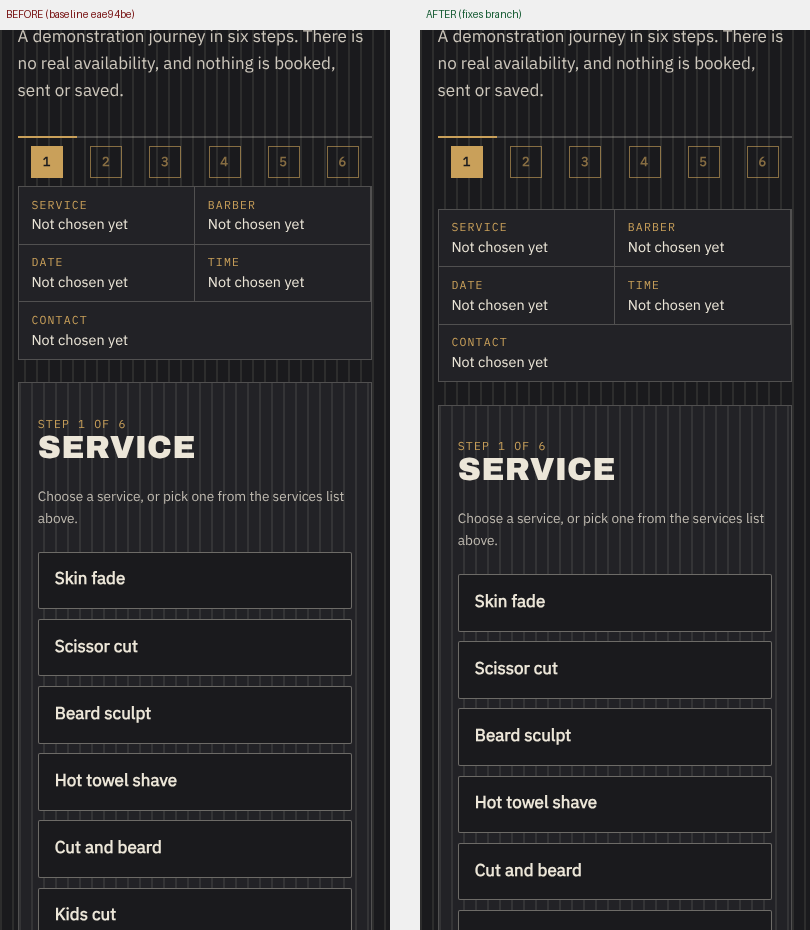 BEFORE (baseline eae94be)
A demonstration journey in six steps. There is
no real availability, and nothing is booked,
sent or saved.
1 2 3 4 5 6
SERVICE BARBER
Not chosen yet Not chosen yet
DATE TIME
Not chosen yet Not chosen yet
CONTACT
Not chosen yet
STEP 1 OF 6
SERVICE
Choose a service, or pick one from the services list
above.
Skin fade
Scissor cut
Beard sculpt
Hot towel shave
Cut and beard
Kids cut
AFTER (fixes branch)
A demonstration journey in six steps. There is
no real availability, and nothing is booked,
sent or saved.
1 2 3 4 5 6
SERVICE BARBER
Not chosen yet Not chosen yet
DATE TIME
Not chosen yet Not chosen yet
CONTACT
Not chosen yet
STEP 1 OF 6
SERVICE
Choose a service, or pick one from the services list
above.
Skin fade
Scissor cut
Beard sculpt
Hot towel shave
Cut and beard